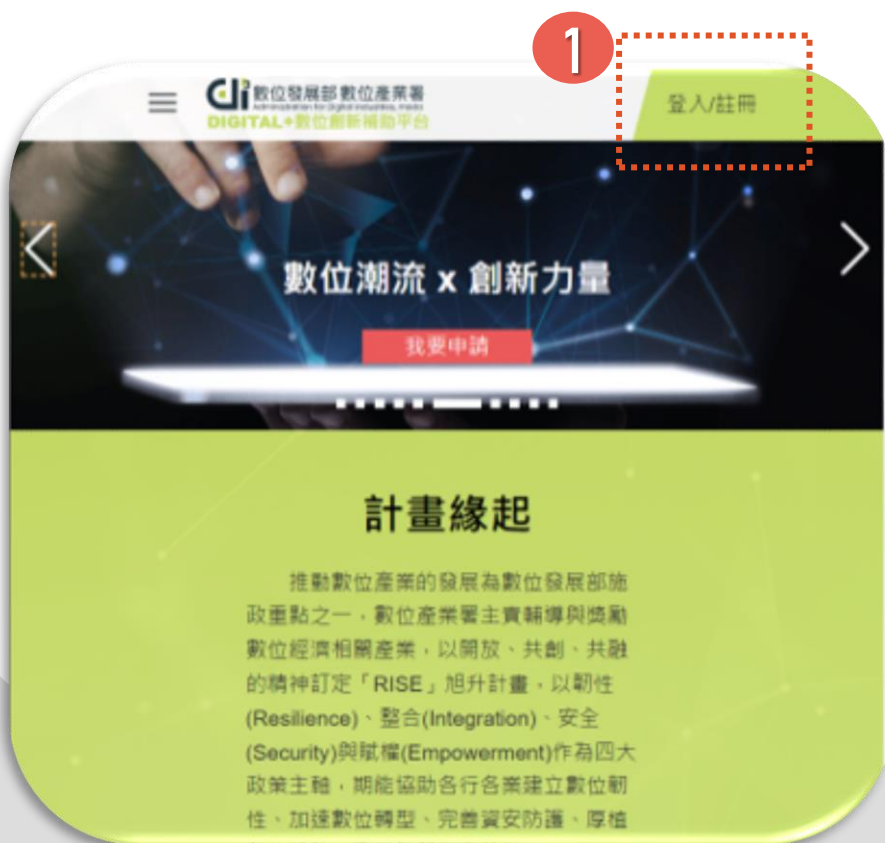 1
登入/註冊
數位發展部 數位產業署
Administration for Digital Industries, moda
DIGITAL+數位創新補助平台
數位潮流 x 創新力量
我要申請
計畫緣起
推動數位產業的發展為數位發展部施
政重點之一，數位產業署主責輔導與獎勵
數位經濟相關產業，以開放、共創、共融
的精神訂定「RISE」旭升計畫，以韌性
(Resilience)、整合(Integration)、安全
(Security)與賦權(Empowerment)作為四大
政策主軸，期能協助各行各業建立數位韌
性、加速數位轉型、完善資安防護、厚植